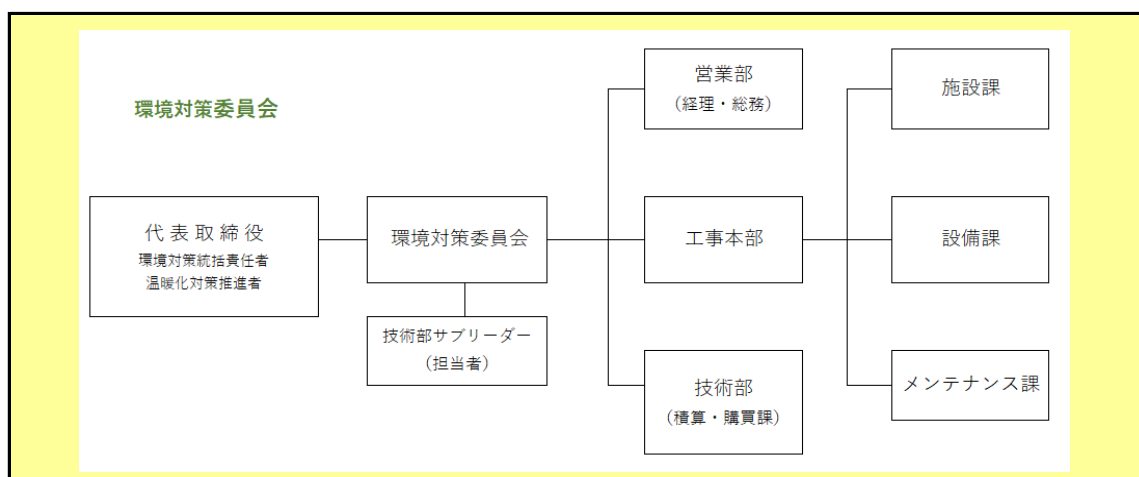 環境対策委員会
代表取締役
環境対策統括責任者
温暖化対策推進者
環境対策委員会
技術部サブリーダー
（担当者）
営業部
（経理・総務）
工事本部
技術部
（積算・購買課）
施設課
設備課
メンテナンス課